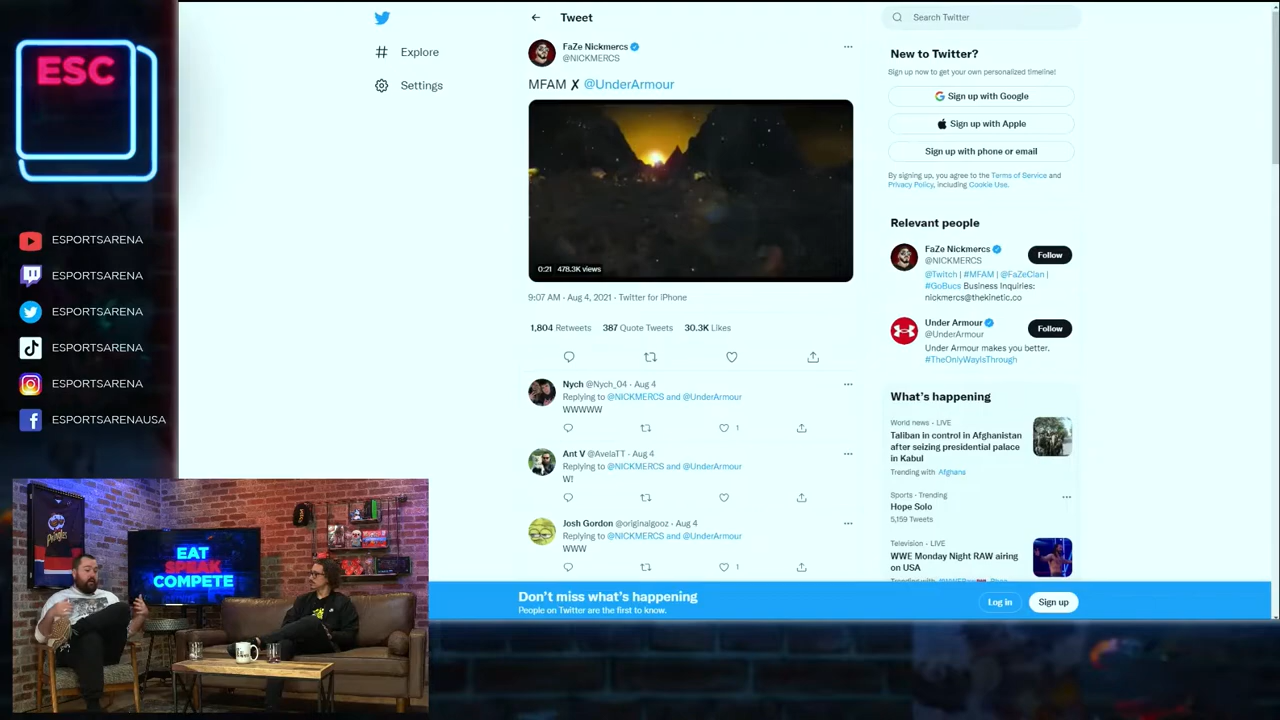 ESC
ESPORTSARENA
ESPORTSARENA
ESPORTSARENA
ESPORTSARENA
ESPORTSARENA
ESPORTSARENAUSA
Explore
Settings
Tweet
FaZe Nickmercs
@NICKMERCS
MFAM ✗ @UnderArmour
0:21 478.3K views
9:07 AM · Aug 4, 2021 · Twitter for iPhone
1,804 Retweets 387 Quote Tweets 30.3K Likes
Nych @Nych_04 · Aug 4
Replying to @NICKMERCS and @UnderArmour
WWWWW
1
Ant V @AvelaTT · Aug 4
Replying to @NICKMERCS and @UnderArmour
W!
Josh Gordon @originalgooz · Aug 4
Replying to @NICKMERCS and @UnderArmour
WWW
1
Search Twitter
New to Twitter?
Sign up now to get your own personalized timeline!
Sign up with Google
Sign up with Apple
Sign up with phone or email
By signing up, you agree to the Terms of Service and
Privacy Policy, including Cookie Use.
Relevant people
FaZe Nickmercs
@NICKMERCS
Follow
@Twitch | #MFAM | @FaZeClan |
#GoBucs Business Inquiries:
nickmercs@thekinetic.co
Under Armour
@UnderArmour
Follow
Under Armour makes you better.
#TheOnlyWayIsThrough
What's happening
World news · LIVE
Taliban in control in Afghanistan
after seizing presidential palace
in Kabul
Trending with Afghans
Sports · Trending
Hope Solo
5,159 Tweets
Television · LIVE
WWE Monday Night RAW airing
on USA
Don't miss what's happening
People on Twitter are the first to know.
Log in
Sign up
Pringles
EAT
SPEAK
COMPETE